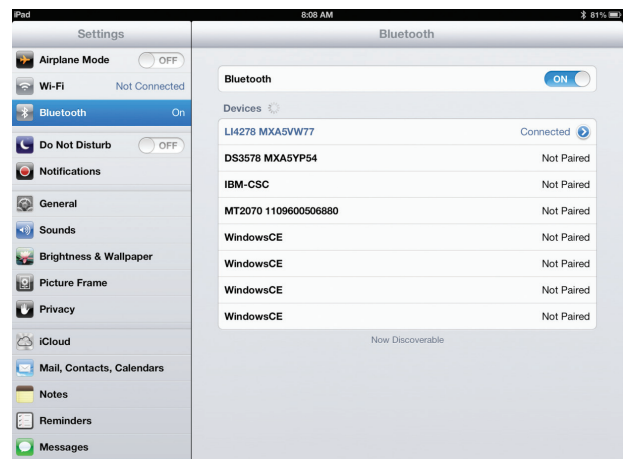 iPad 8:08 AM 81%
Settings
Airplane Mode OFF
Wi-Fi Not Connected
Bluetooth On
Do Not Disturb OFF
Notifications
General
Sounds
Brightness & Wallpaper
Picture Frame
Privacy
iCloud
Mail, Contacts, Calendars
Notes
Reminders
Messages
Bluetooth
Bluetooth ON
Devices
LI4278 MXA5VW77 Connected
DS3578 MXA5YP54 Not Paired
IBM-CSC Not Paired
MT2070 1109600506880 Not Paired
WindowsCE Not Paired
WindowsCE Not Paired
WindowsCE Not Paired
WindowsCE Not Paired
Now Discoverable